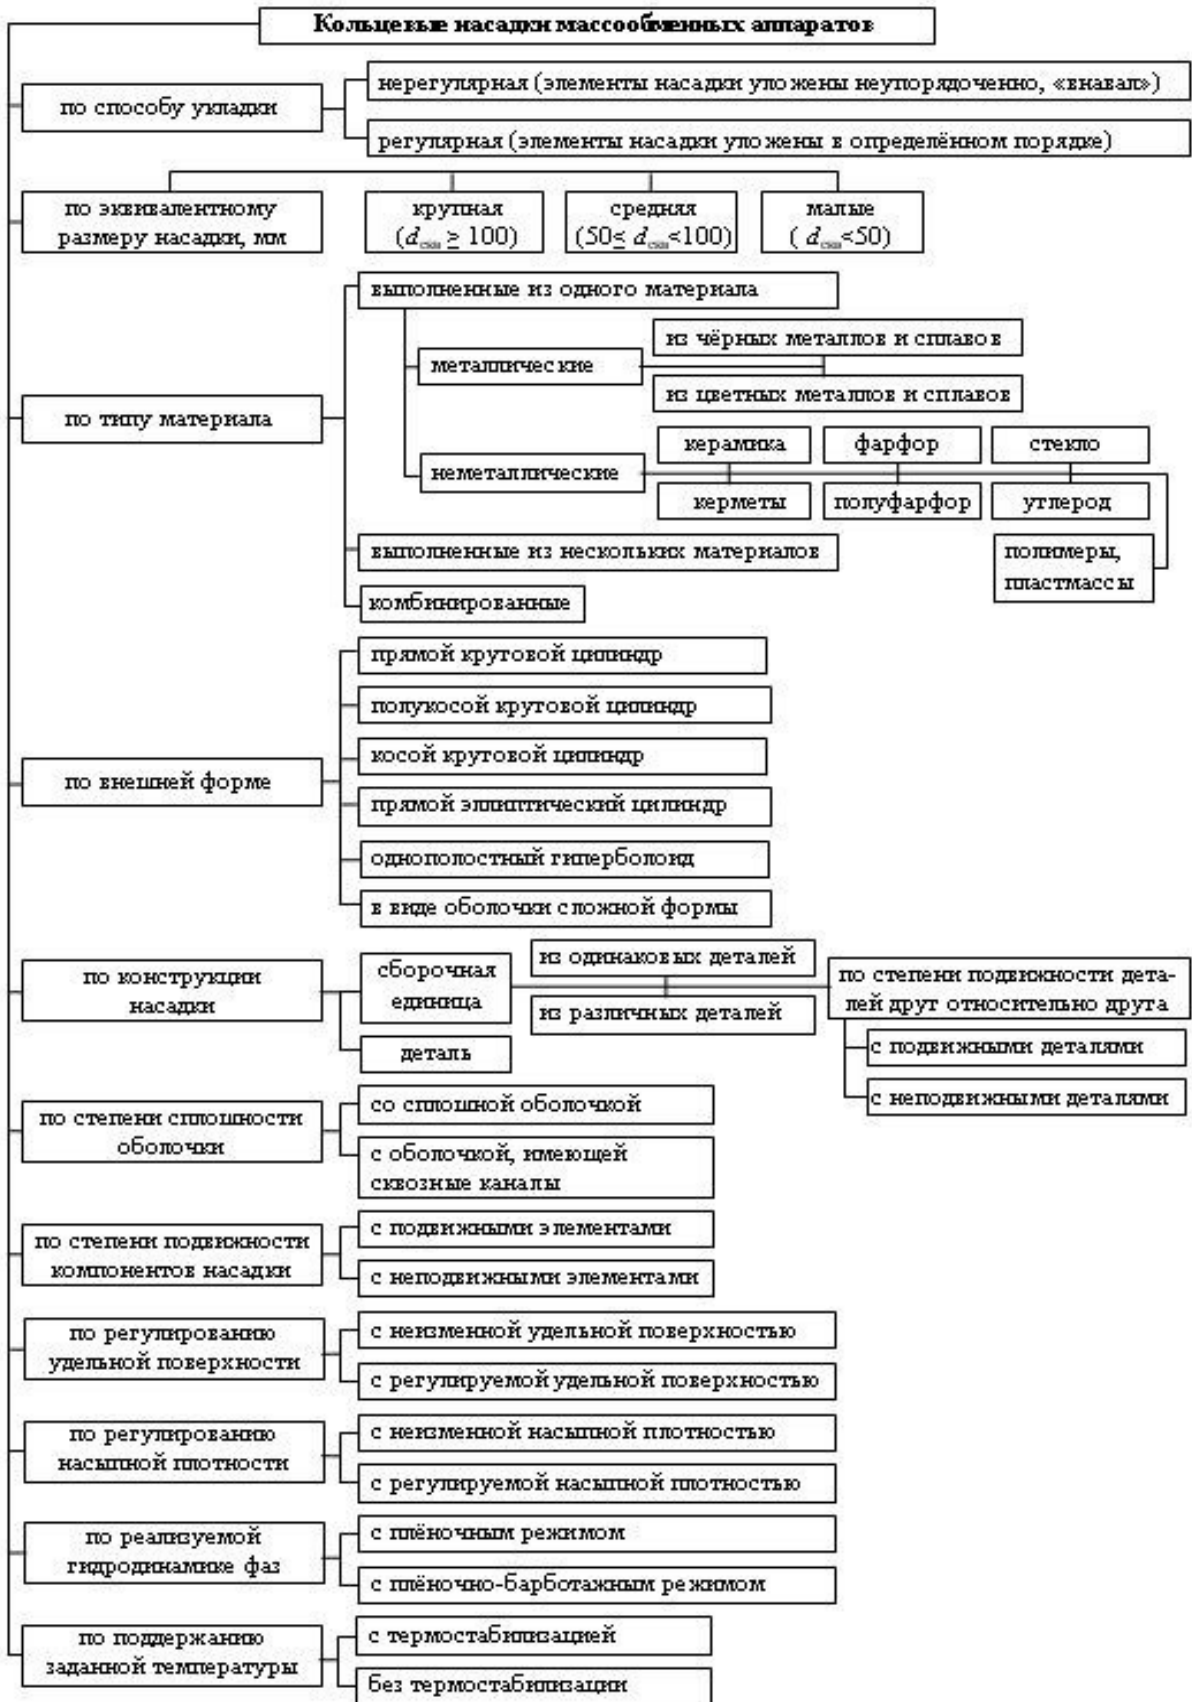 Кольцевые насадки массообменных аппаратов
по способу укладки
нерегулярная (элементы насадки уложены неупорядоченно, «внавал»)
регулярная (элементы насадки уложены в определённом порядке)
по эквивалентному
размеру насадки, мм
крупная
(d экв ≥ 100)
средняя
(50≤ d экв<100)
малые
( d экв<50)
по типу материала
выполненные из одного материала
металлические
из чёрных металлов и сплавов
из цветных металлов и сплавов
неметаллические
керамика
фарфор
стекло
керметы
полуфарфор
углерод
полимеры,
пластмассы
выполненные из нескольких материалов
комбинированные
по внешней форме
прямой круговой цилиндр
полукосой круговой цилиндр
косой круговой цилиндр
прямой эллиптический цилиндр
однополостный гиперболоид
в виде оболочки сложной формы
по конструкции
насадки
сборочная
единица
из одинаковых деталей
из различных деталей
по степени подвижности дета-
лей друг относительно друга
с подвижными деталями
с неподвижными деталями
деталь
по степени сплошности
оболочки
со сплошной оболочкой
с оболочкой, имеющей
сквозные каналы
по степени подвижности
компонентов насадки
с подвижными элементами
с неподвижными элементами
по регулированию
удельной поверхности
с неизменной удельной поверхностью
с регулируемой удельной поверхностью
по регулированию
насыпной плотности
с неизменной насыпной плотностью
с регулируемой насыпной плотностью
по реализуемой
гидродинамике фаз
с плёночным режимом
с плёночно-барботажным режимом
по поддержанию
заданной температуры
с термостабилизацией
без термостабилизации